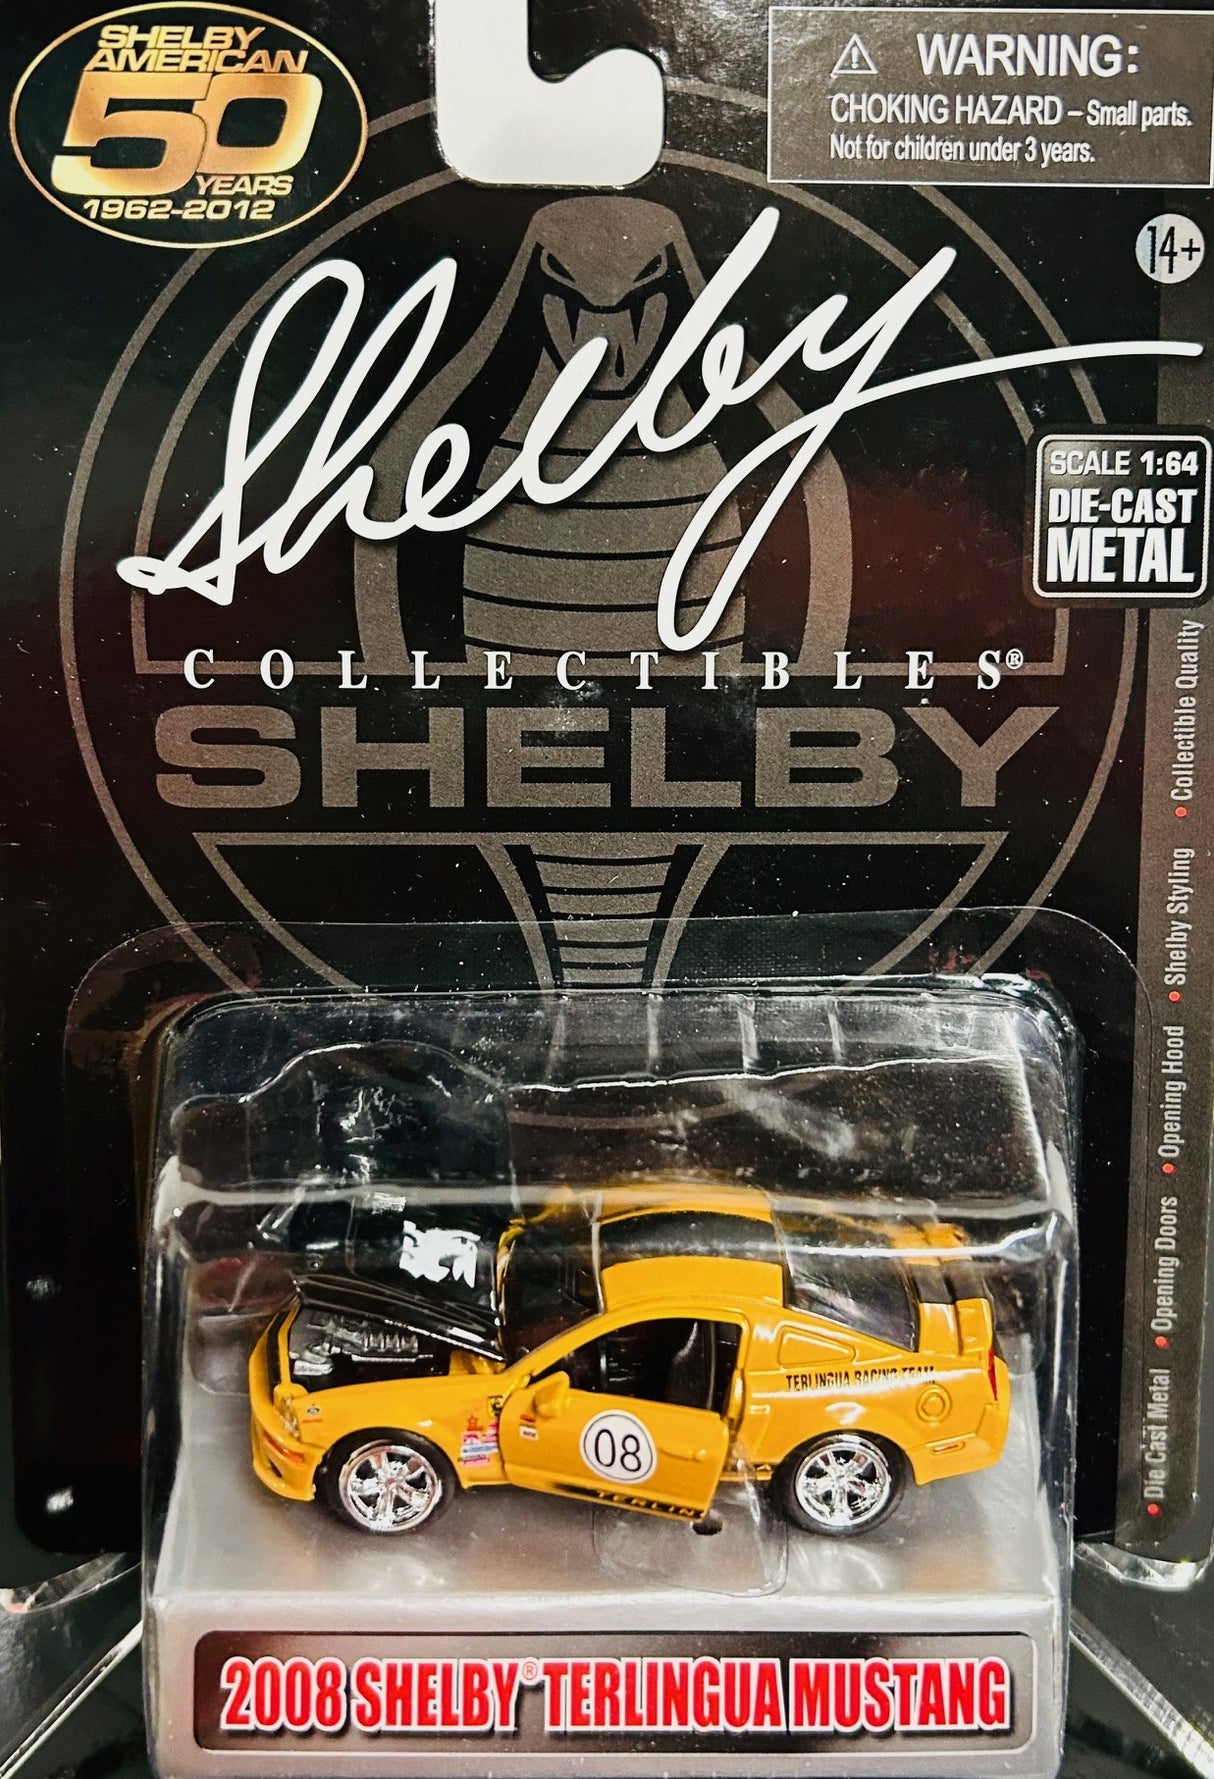 SHELBY
AMERICAN
50
YEARS
1962-2012
WARNING:
CHOKING HAZARD – Small parts.
Not for children under 3 years.
14+
Shelby
COLLECTIBLES®
SHELBY
SCALE 1:64
DIE-CAST
METAL
• Die Cast Metal • Opening Doors • Opening Hood • Shelby Styling • Collectible Quality
TERLINGUA RACING TEAM
08
TERLIN
2008 SHELBY® TERLINGUA MUSTANG